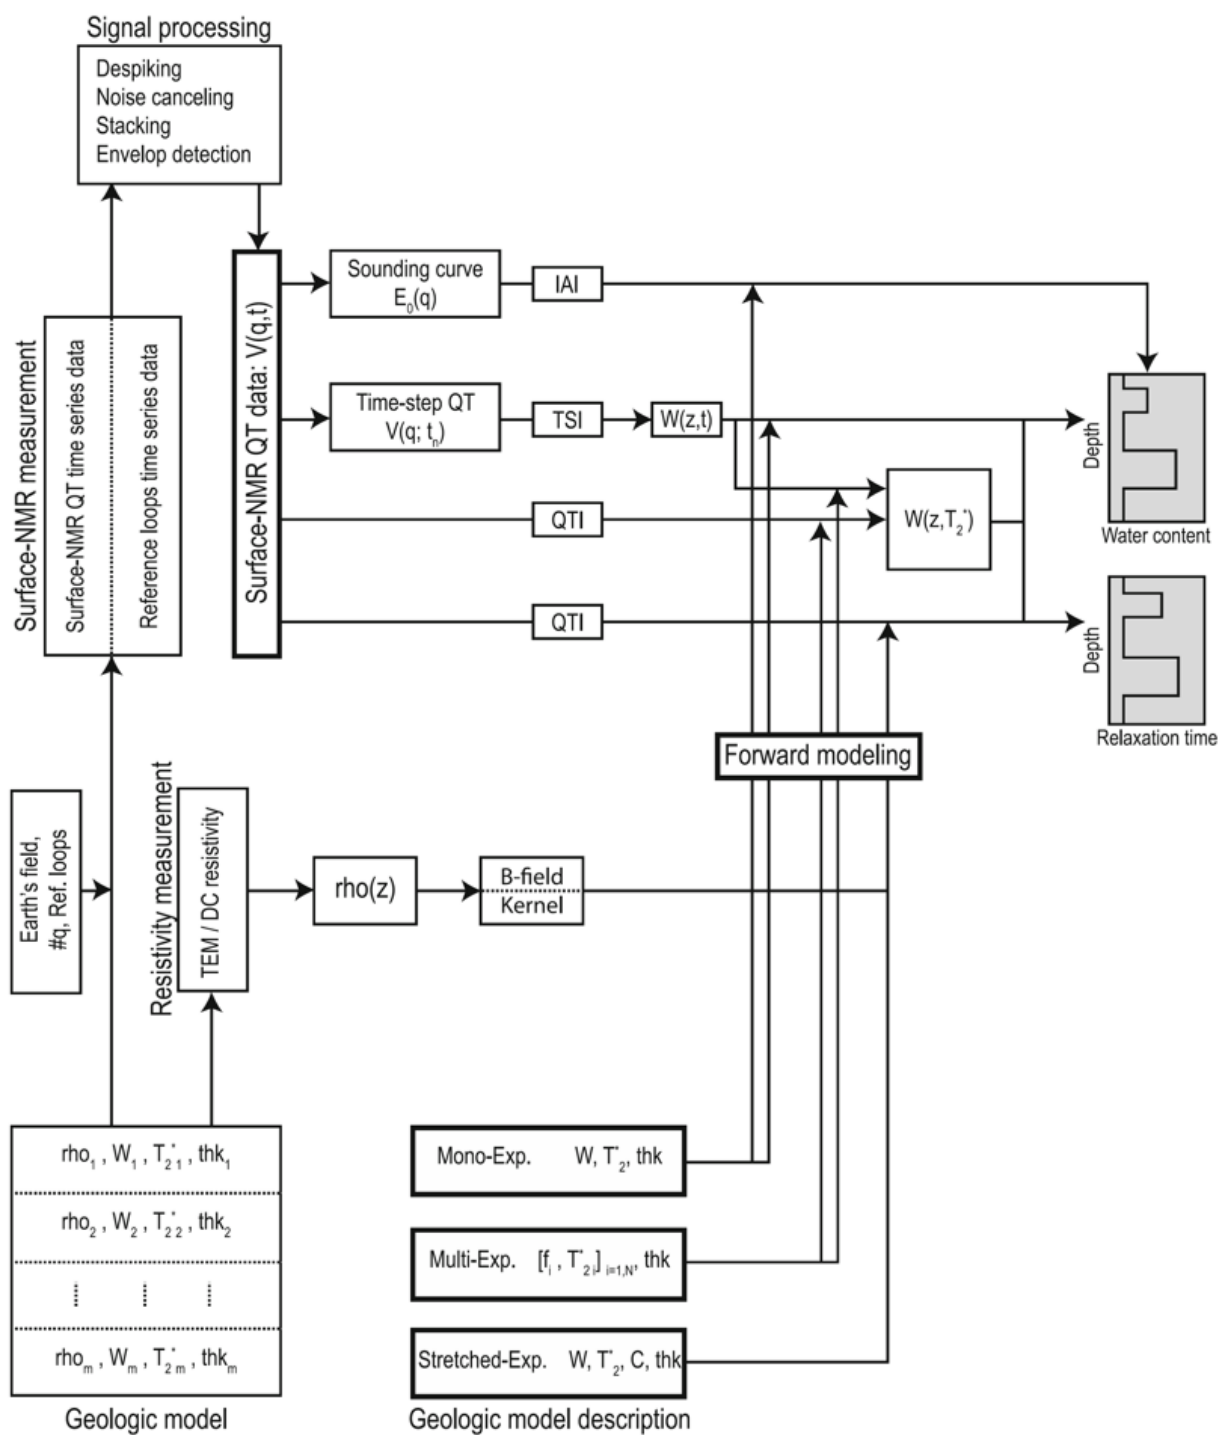 Signal processing
Despiking
Noise canceling
Stacking
Envelop detection
Surface-NMR measurement
Surface-NMR QT time series data
Reference loops time series data
Surface-NMR QT data: V(q,t)
Sounding curve
E₀(q)
IAI
Time-step QT
V(q; tₙ)
TSI
W(z,t)
QTI
W(z,T₂*)
QTI
Depth
Water content
Depth
Relaxation time
Forward modeling
Earth's field,
#q, Ref. loops
Resistivity measurement
TEM / DC resistivity
rho(z)
B-field
Kernel
rho₁ , W₁ , T₂*₁ , thk₁
rho₂ , W₂ , T₂*₂ , thk₂
rhoₘ , Wₘ , T₂*ₘ , thkₘ
Geologic model
Mono-Exp. W, T*₂, thk
Multi-Exp. [fᵢ , T*₂ᵢ] ᵢ₌₁,N, thk
Stretched-Exp. W, T*₂, C, thk
Geologic model description